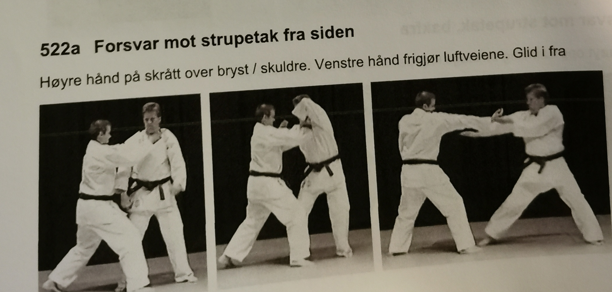 522a Forsvar mot strupetak fra siden
Høyre hånd på skrått over bryst / skuldre. Venstre hånd frigjør luftveiene. Glid i fra